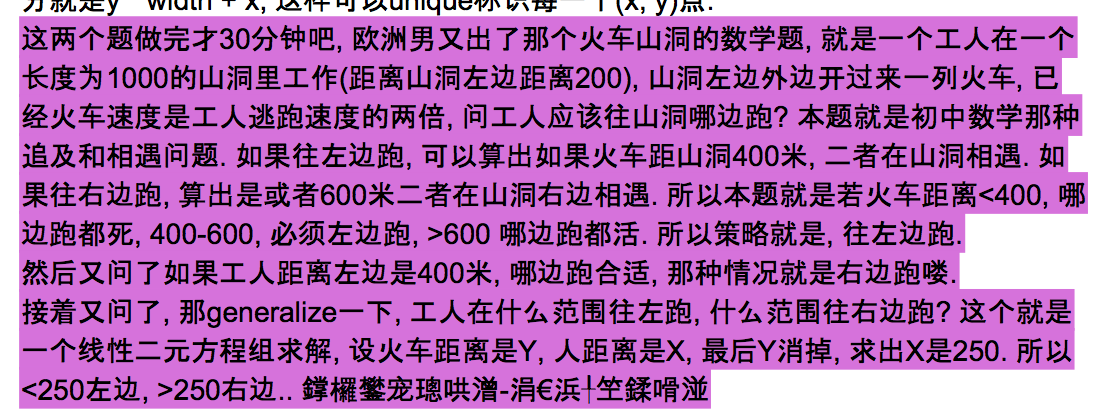 分就是y * width + x, 这样可以unique标识每一个(x, y)点.
这两个题做完才30分钟吧, 欧洲男又出了那个火车山洞的数学题, 就是一个工人在一个
长度为1000的山洞里工作(距离山洞左边距离200), 山洞左边外边开过来一列火车, 已
经火车速度是工人逃跑速度的两倍, 问工人应该往山洞哪边跑? 本题就是初中数学那种
追及和相遇问题. 如果往左边跑, 可以算出如果火车距山洞400米, 二者在山洞相遇. 如
果往右边跑, 算出是或者600米二者在山洞右边相遇. 所以本题就是若火车距离<400, 哪
边跑都死, 400-600, 必须左边跑, >600 哪边跑都活. 所以策略就是, 往左边跑.
然后又问了如果工人距离左边是400米, 哪边跑合适, 那种情况就是右边跑喽.
接着又问了, 那generalize一下, 工人在什么范围往左跑, 什么范围往右边跑? 这个就是
一个线性二元方程组求解, 设火车距离是Y, 人距离是X, 最后Y消掉, 求出X是250. 所以
<250左边, >250右边.. 鐣欏鐢宠璁哄潧-涓€浜╁竺鍒嗗湴